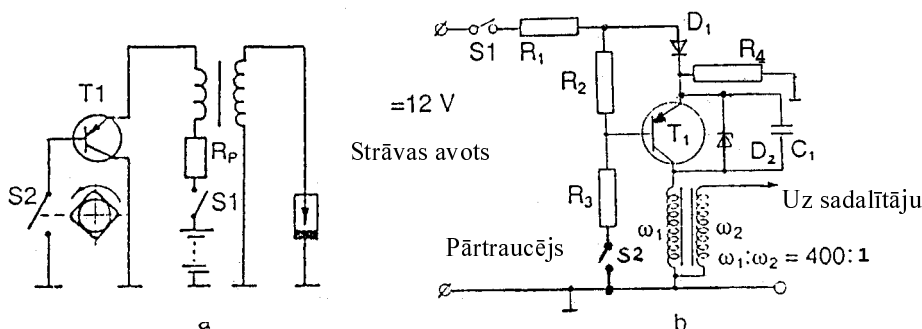 T1
S2
Rₚ
S1
a
S1
R₁
D₁
R₂
R₄
=12 V
Strāvas avots
T₁
D₂
C₁
R₃
Uz sadalītāju
Pārtraucējs
S2
ω₁
ω₂
ω₁:ω₂ = 400:1
b